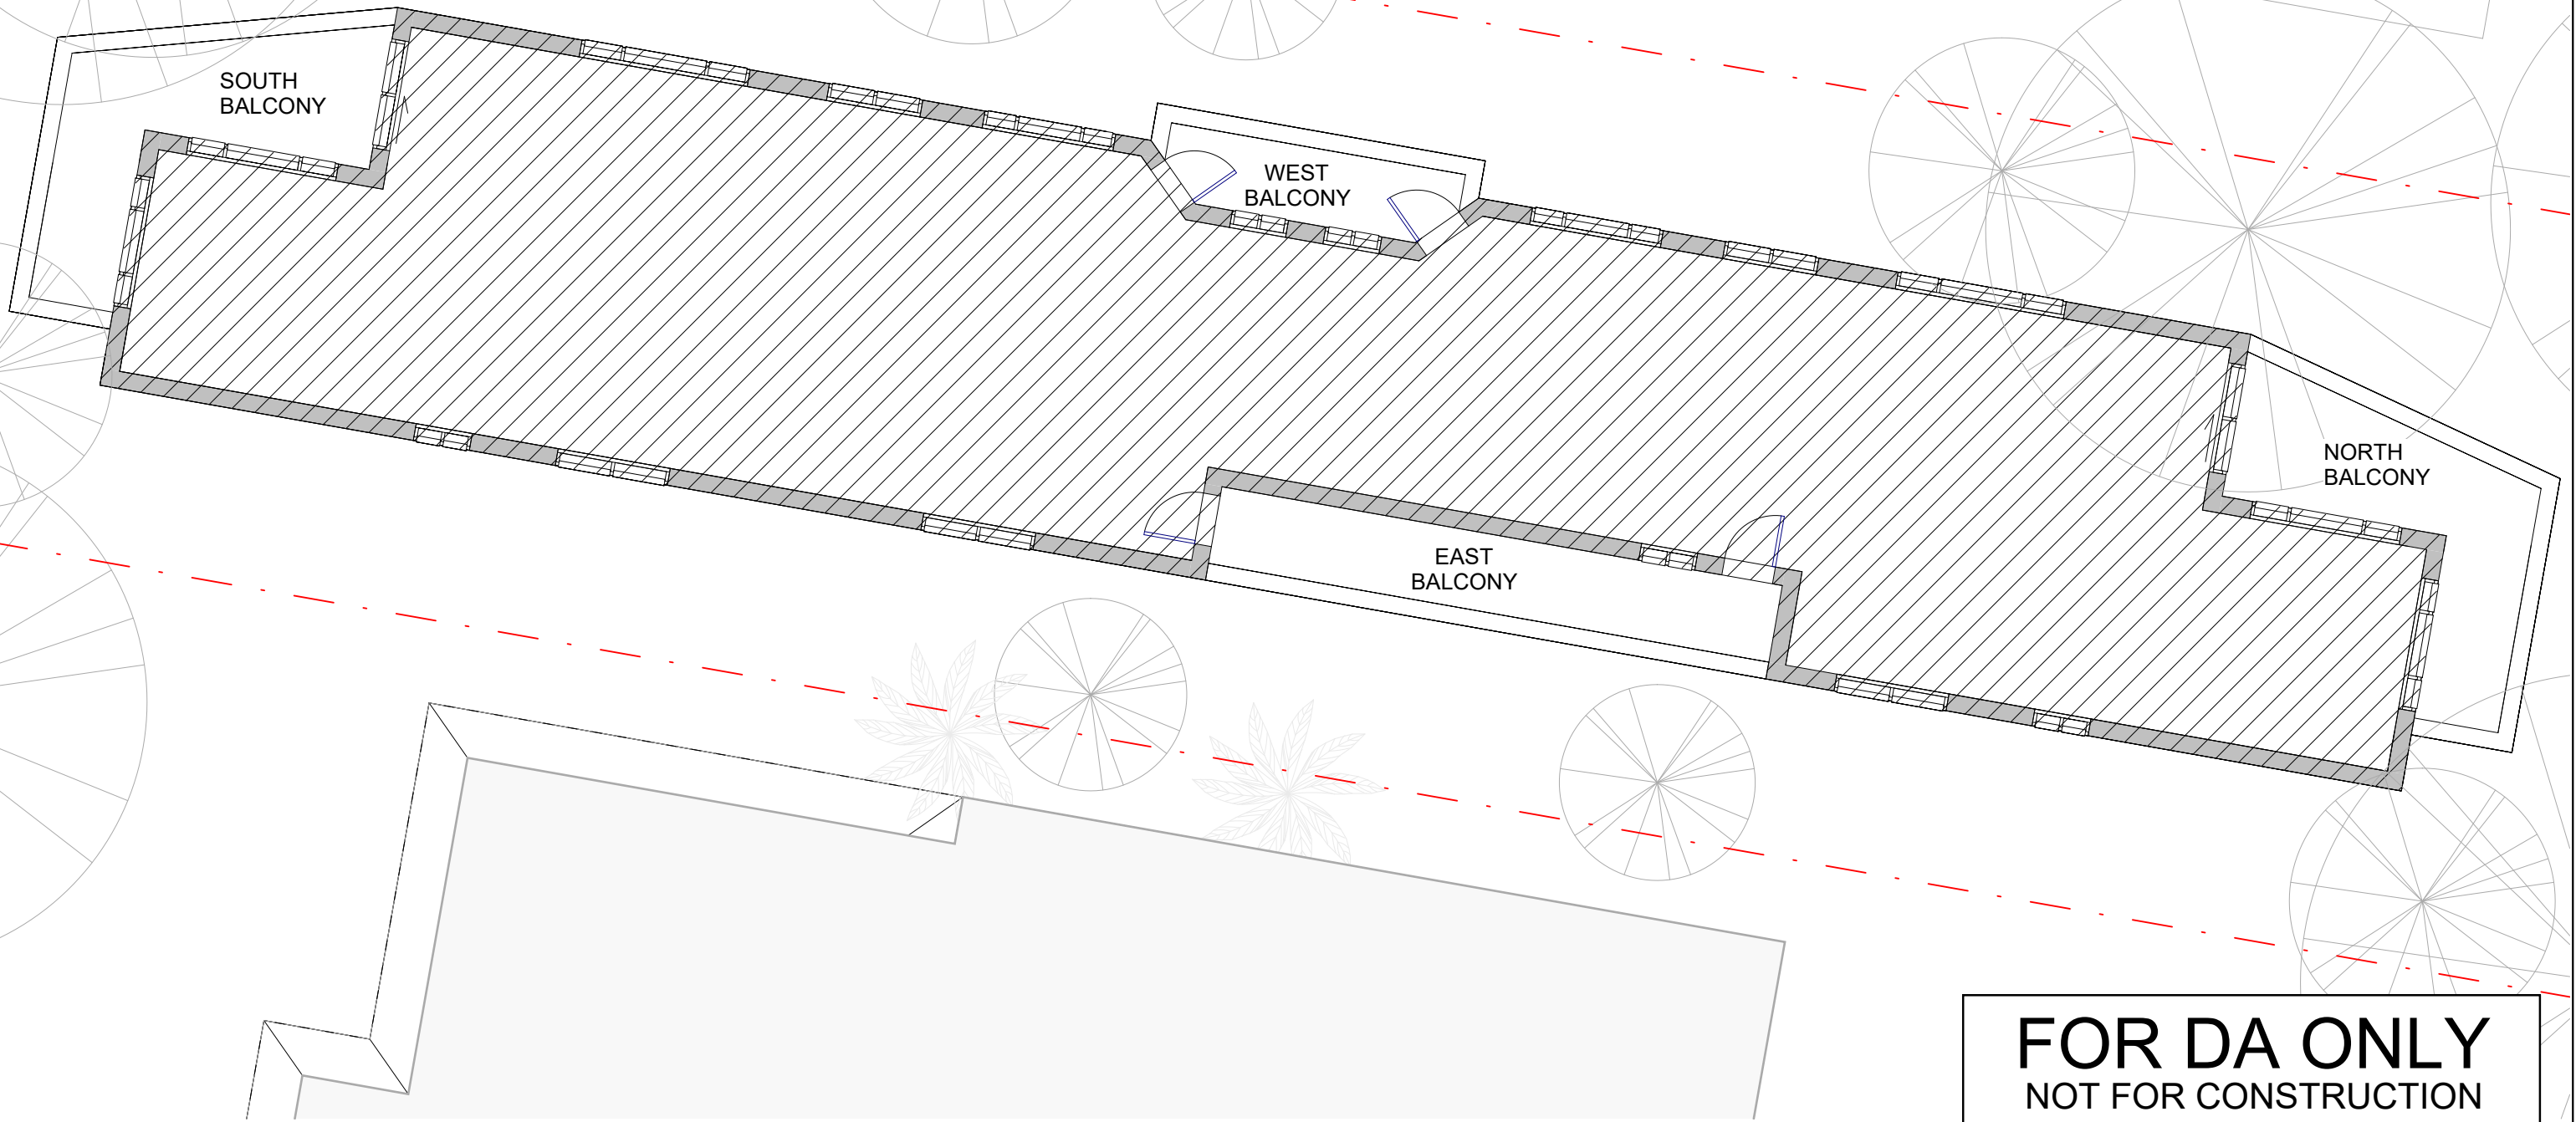 SOUTH
BALCONY
WEST
BALCONY
NORTH
BALCONY
EAST
BALCONY
FOR DA ONLY
NOT FOR CONSTRUCTION